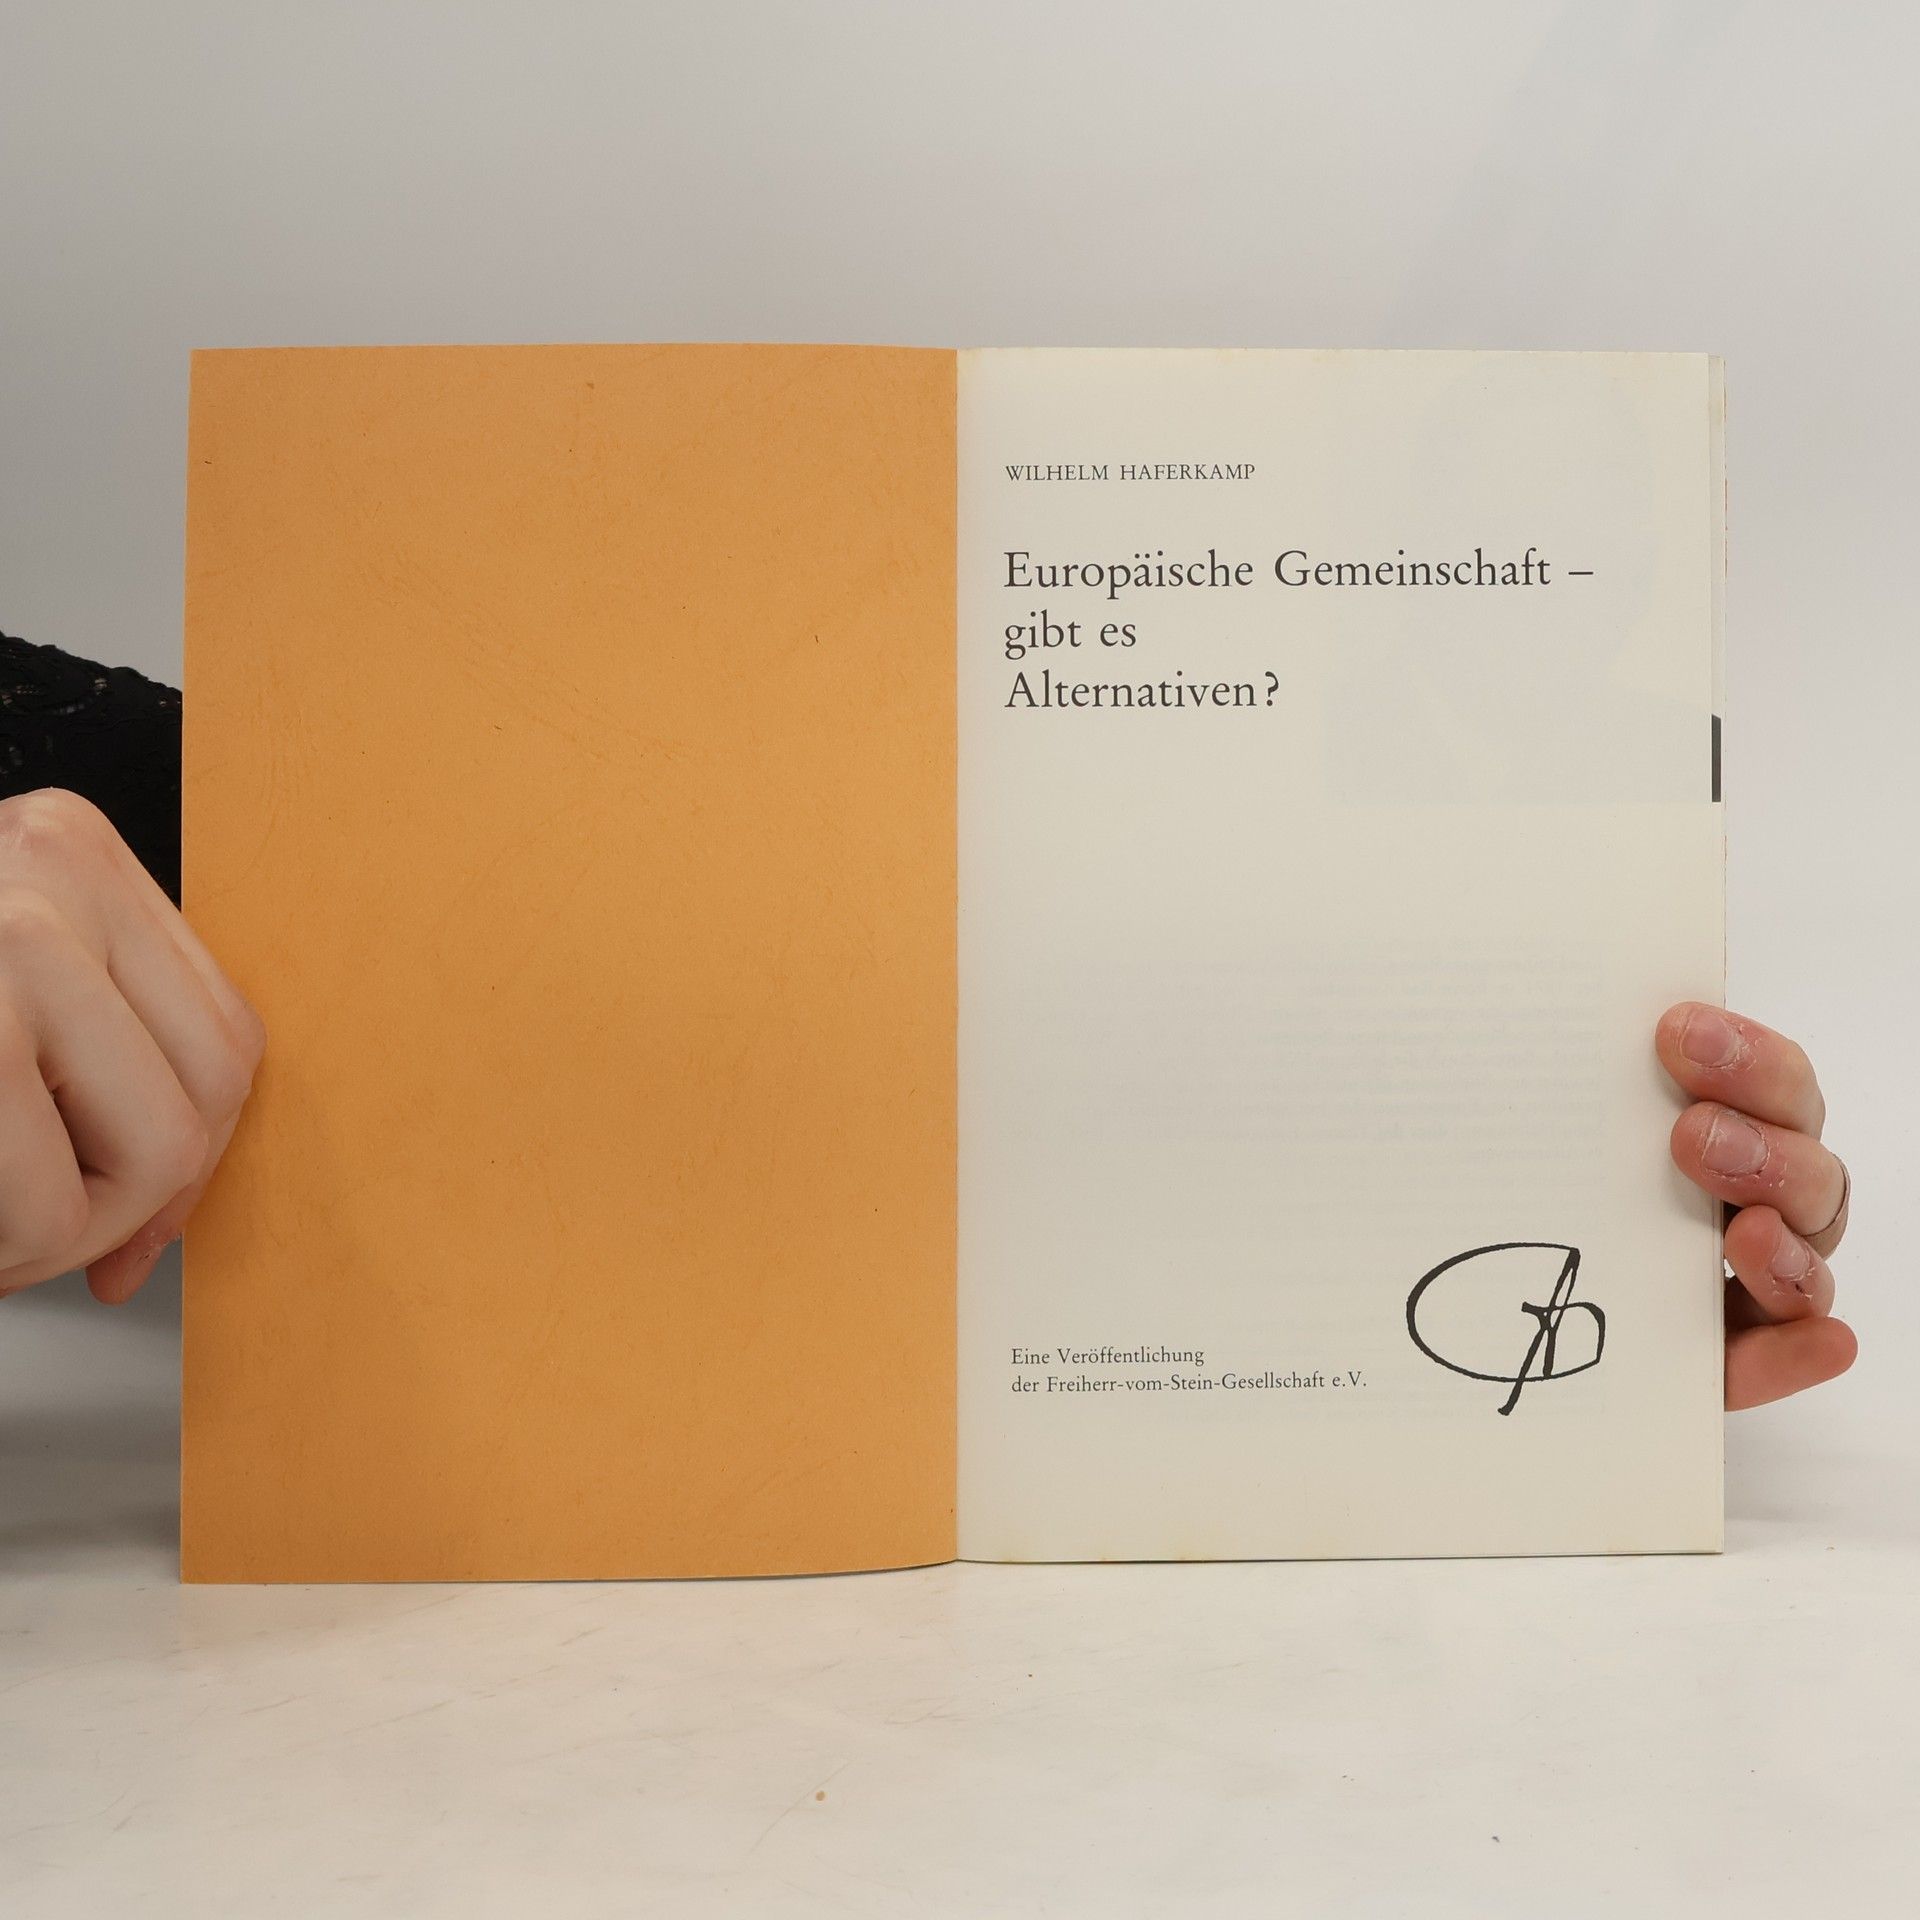 WILHELM HAFERKAMP
Europäische Gemeinschaft –
gibt es
Alternativen?
Eine Veröffentlichung
der Freiherr-vom-Stein-Gesellschaft e.V.